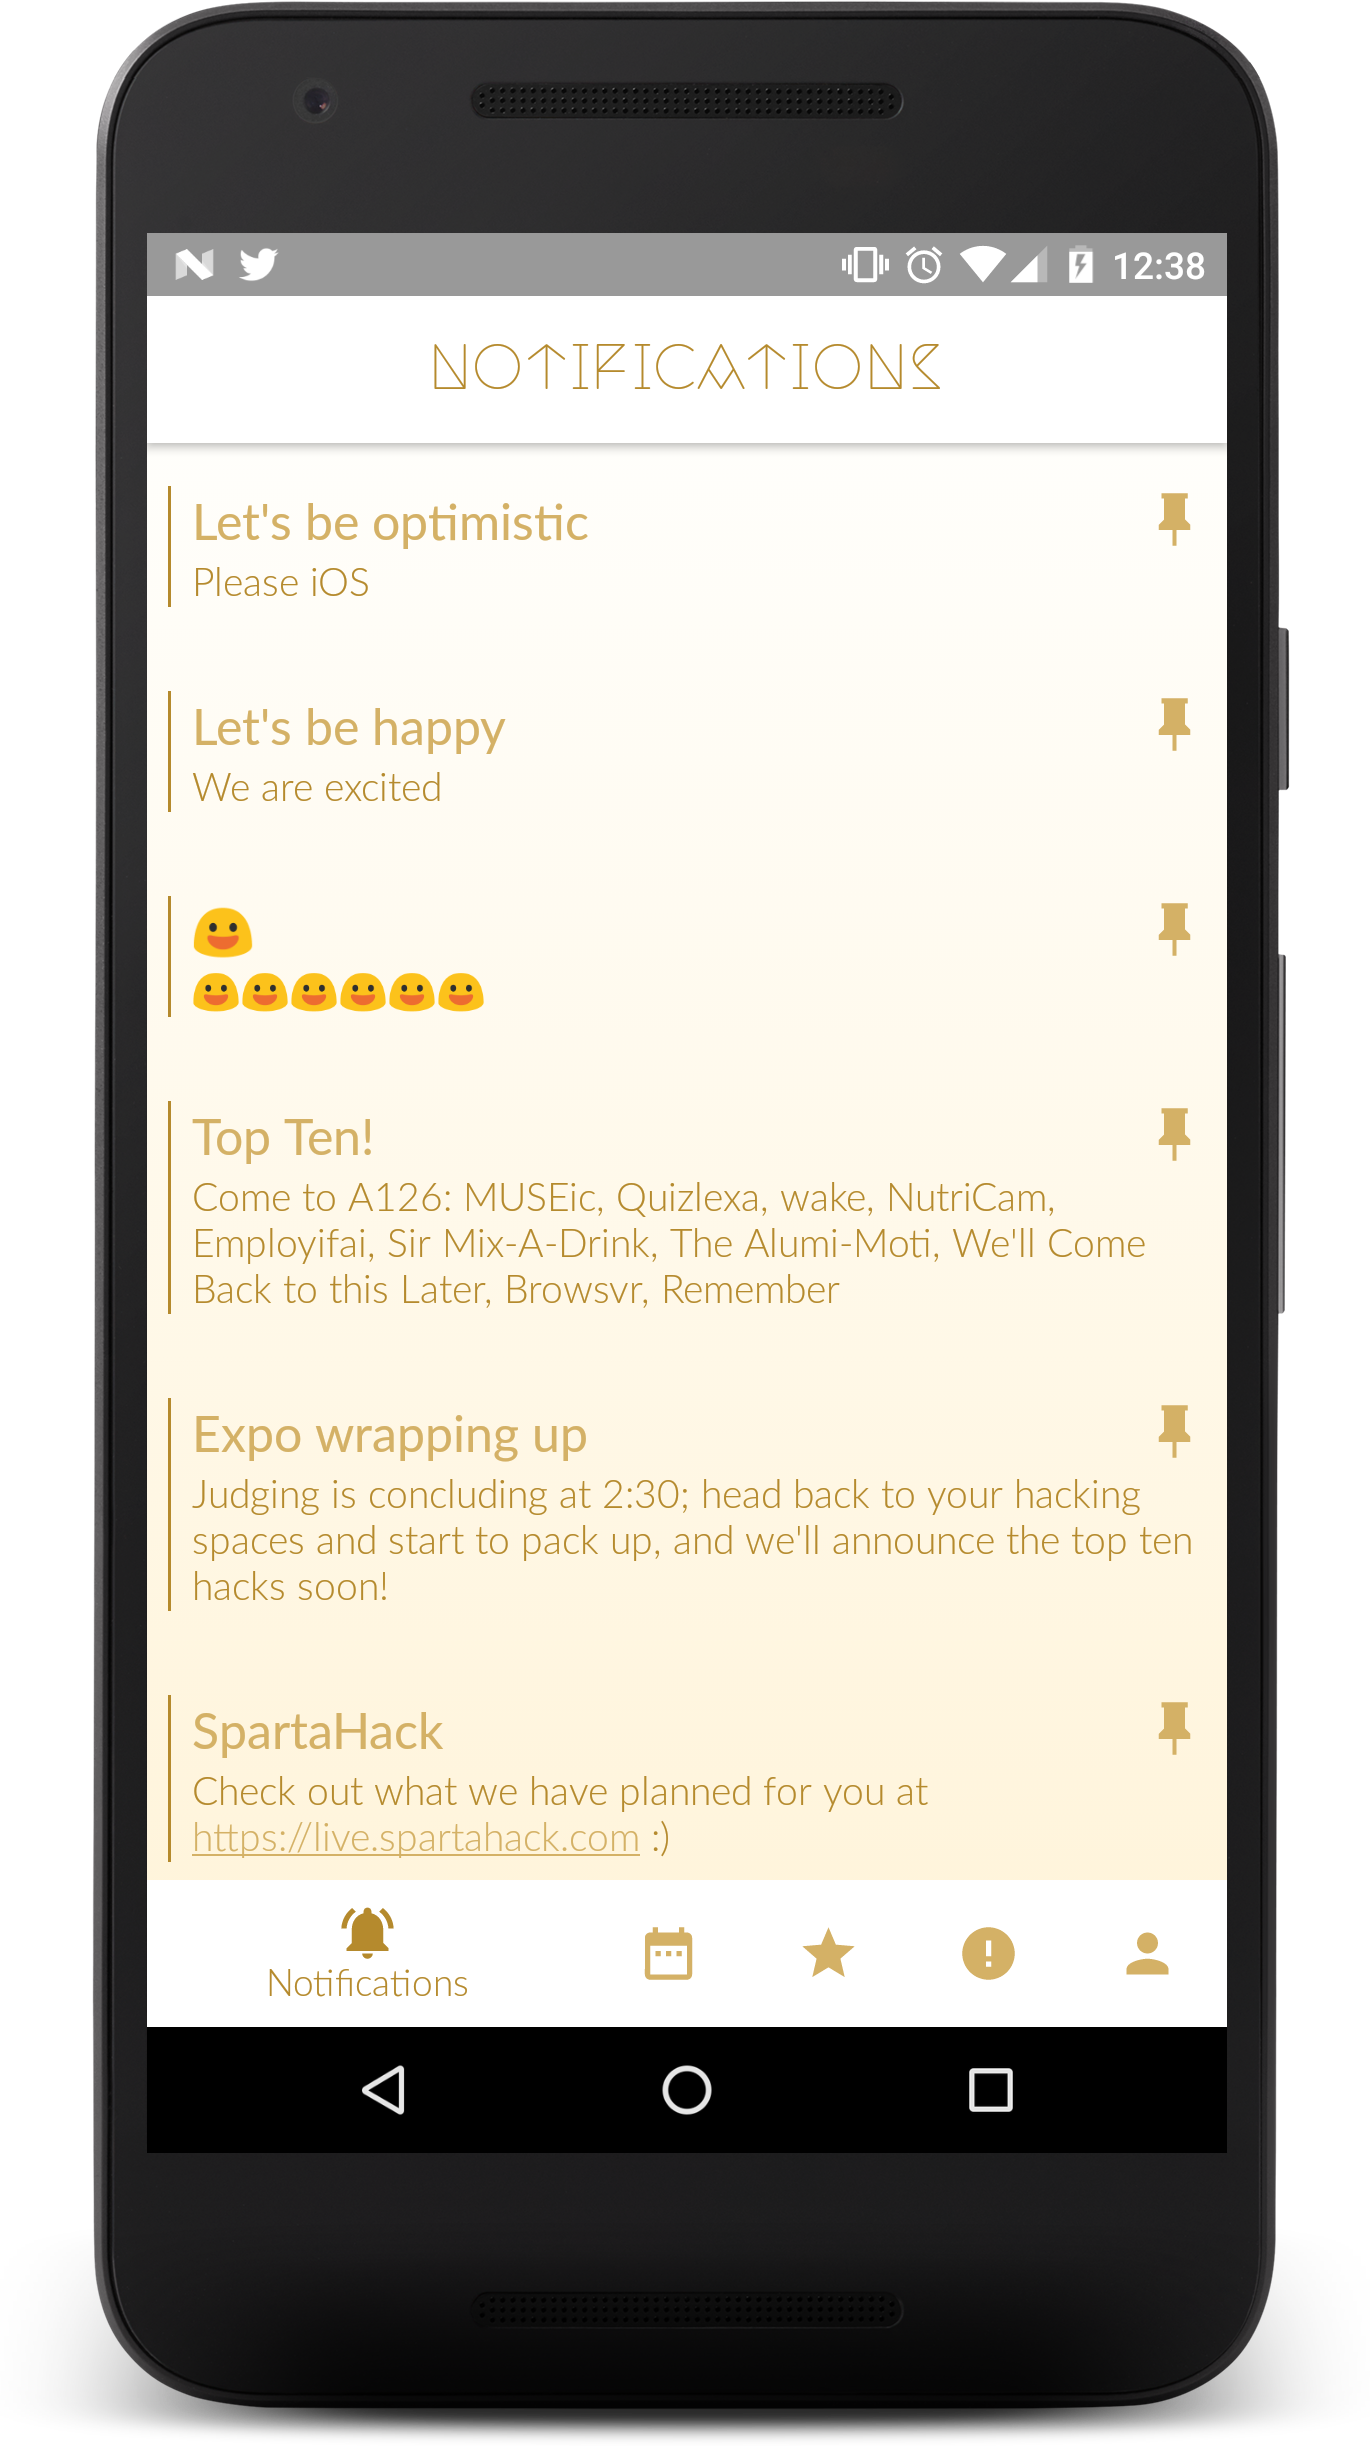 12:38
NOTIFICATIONS
Let's be optimistic
Please iOS
Let's be happy
We are excited
😃
😃😃😃😃😃😃
Top Ten!
Come to A126: MUSEic, Quizlexa, wake, NutriCam,
Employifai, Sir Mix-A-Drink, The Alumi-Moti, We'll Come
Back to this Later, Browsvr, Remember
Expo wrapping up
Judging is concluding at 2:30; head back to your hacking
spaces and start to pack up, and we'll announce the top ten
hacks soon!
SpartaHack
Check out what we have planned for you at
https://live.spartahack.com :)
Notifications